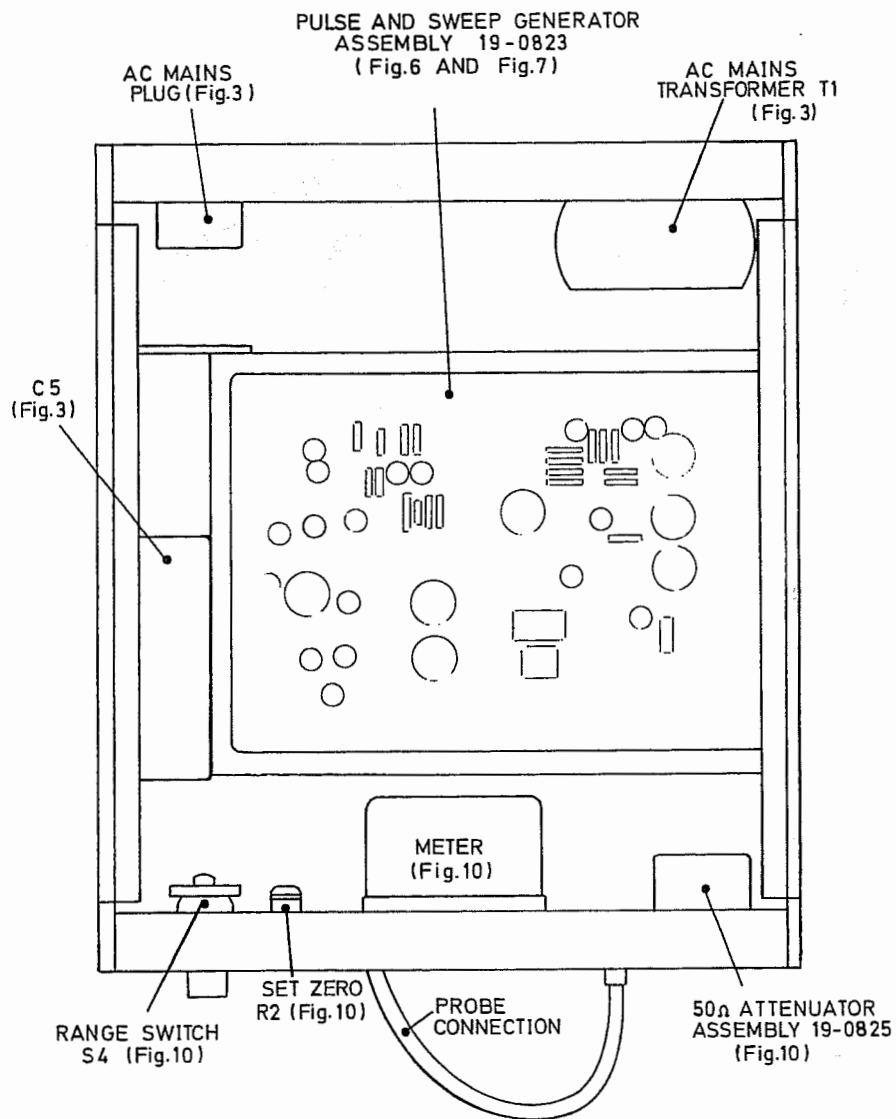 PULSE AND SWEEP GENERATOR
ASSEMBLY 19-0823
(Fig.6 AND Fig.7)
AC MAINS
PLUG (Fig.3)
AC MAINS
TRANSFORMER T1
(Fig.3)
C5
(Fig.3)
METER
(Fig.10)
SET ZERO
R2 (Fig.10)
RANGE SWITCH
S4 (Fig.10)
PROBE
CONNECTION
50Ω ATTENUATOR
ASSEMBLY 19-0825
(Fig.10)